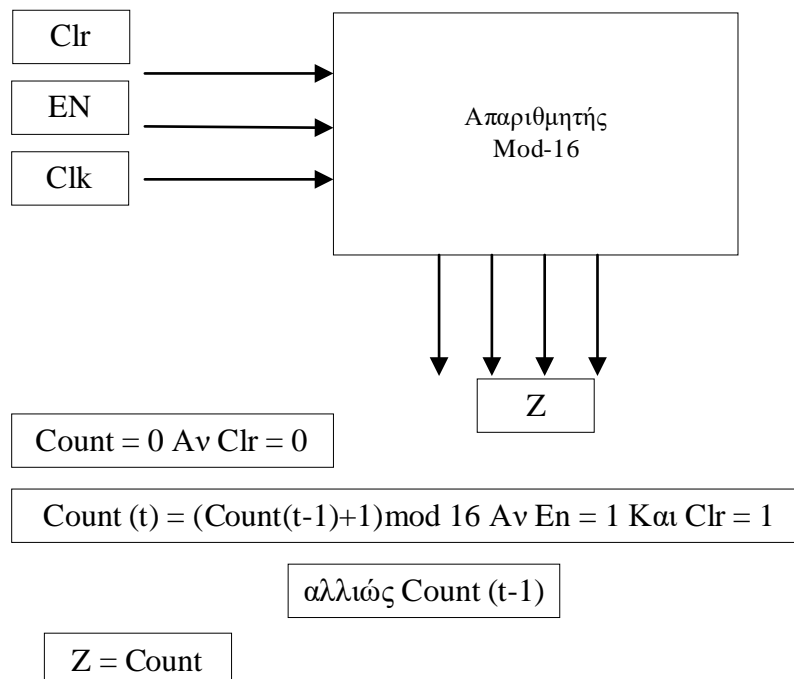 Clr
EN
Clk
Απαριθμητής
Mod-16
Z
Count = 0 Αν Clr = 0
Count (t) = (Count(t-1)+1)mod 16 Αν En = 1 Και Clr = 1
αλλιώς Count (t-1)
Z = Count